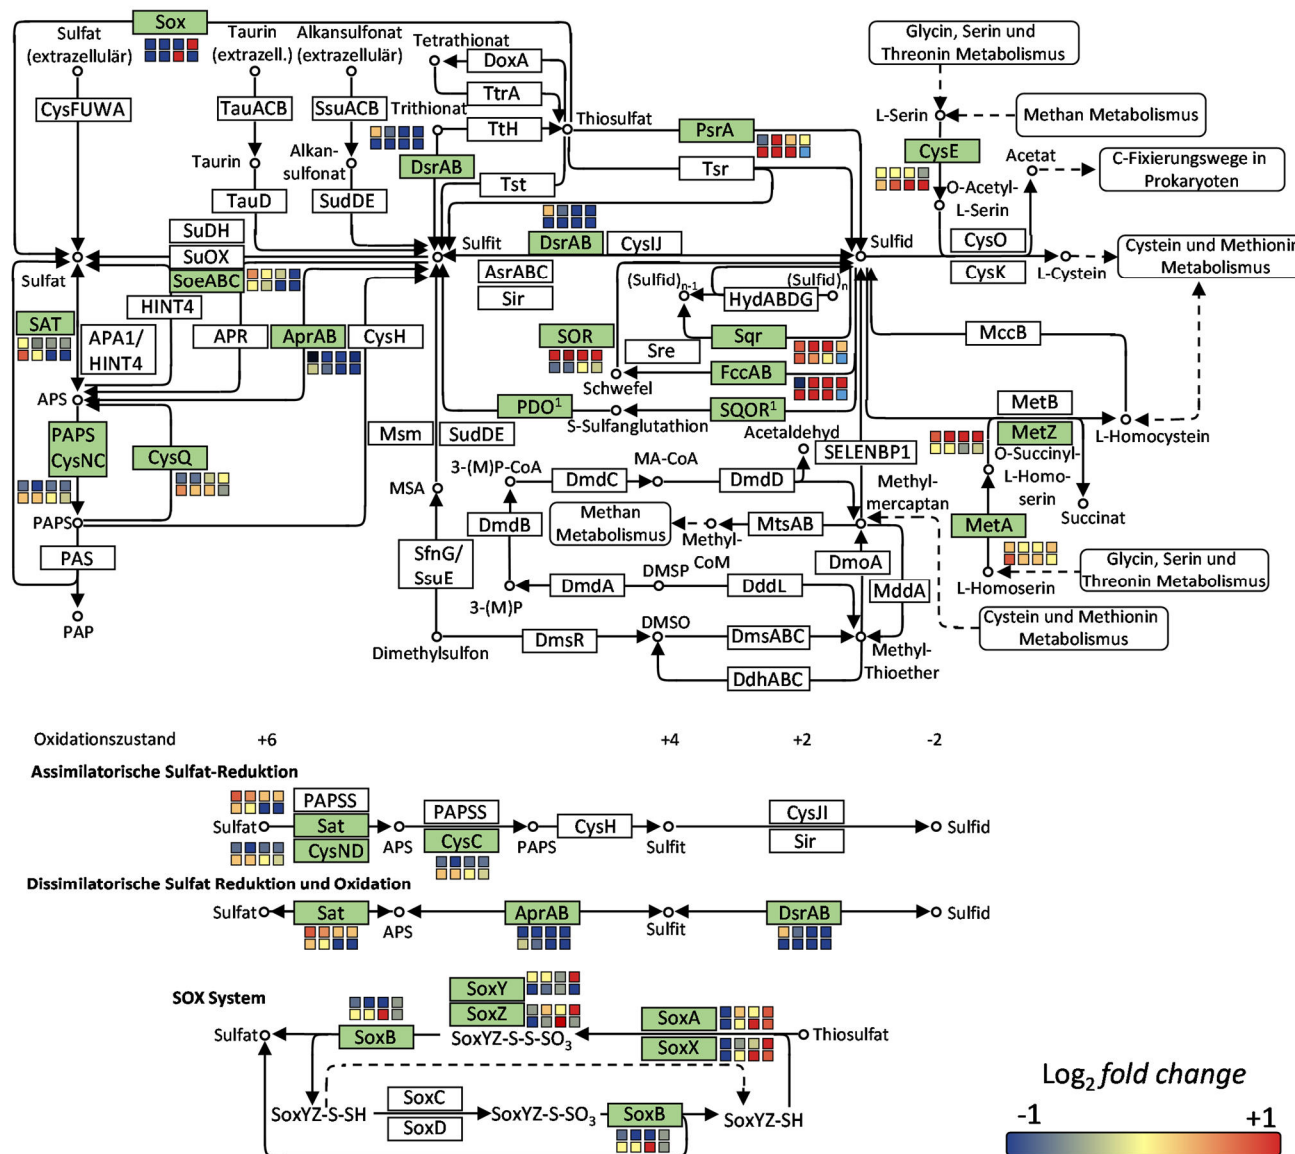 Sox
Sulfat
(extrazellulär)
Taurin
(extrazell.)
Alkansulfonat
(extrazellulär)
Tetrathionat
DoxA
TtrA
Trithionat
TtH
Thiosulfat
CysFUWA
TauACB
SsuACB
DsrAB
PsrA
Tsr
Tst
Taurin
Alkan-
sulfonat
TauD
SudDE
Glycin, Serin und
Threonin Metabolismus
L-Serin
Methan Metabolismus
CysE
Acetat
C-Fixierungswege in
Prokaryoten
O-Acetyl-
L-Serin
CysO
CysK
L-Cystein
Cystein und Methionin
Metabolismus
SuDH
SuOX
SoeABC
Sulfat
Sulfit
DsrAB
CysIJ
AsrABC
Sir
Sulfid
(Sulfid)n-1
(Sulfid)n
HydABDG
HINT4
SAT
APA1/
HINT4
APR
AprAB
CysH
SOR
Sre
Sqr
MccB
Schwefel
FccAB
APS
PDO¹
S-Sulfanglutathion
SQOR¹
MetB
MetZ
L-Homocystein
PAPS
CysNC
CysQ
Msm
SudDE
Acetaldehyd
SELENBP1
O-Succinyl-
L-Homo-
serin
Succinat
3-(M)P-CoA
MA-CoA
DmdC
DmdD
MSA
Methyl-
mercaptan
PAPS
DmdB
Methan
Metabolismus
MtsAB
Methyl-
CoM
MetA
PAS
SfnG/
SsuE
DmoA
DMSP
DmdA
DddL
MddA
3-(M)P
L-Homoserin
Glycin, Serin und
Threonin Metabolismus
PAP
Cystein und Methionin
Metabolismus
Dimethylsulfon
DmsR
DMSO
DmsABC
Methyl-
Thioether
DdhABC
Oxidationszustand +6 +4 +2 -2
Assimilatorische Sulfat-Reduktion
PAPSS
PAPSS
CysJI
Sulfat
Sat
APS
CysC
PAPS
CysH
Sulfit
Sir
Sulfid
CysND
Dissimilatorische Sulfat Reduktion und Oxidation
Sulfat
Sat
APS
AprAB
Sulfit
DsrAB
Sulfid
SOX System
SoxY
SoxZ
SoxA
SoxX
Sulfat
SoxB
SoxYZ-S-S-SO3
Thiosulfat
SoxYZ-S-SH
SoxC
SoxD
SoxYZ-S-SO3
SoxB
SoxYZ-SH
Log2 fold change
-1 +1